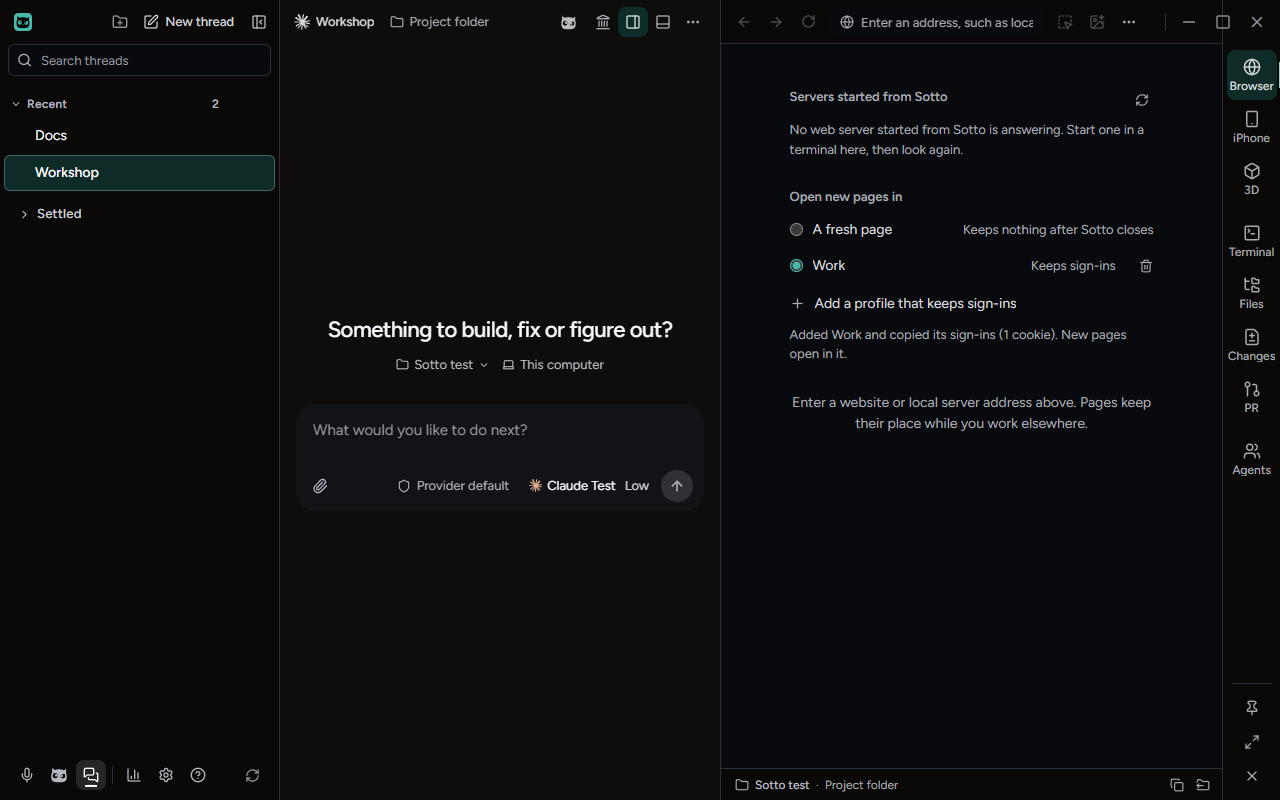 New thread
Search threads
Recent 2
Docs
Workshop
Settled
Workshop Project folder
Something to build, fix or figure out?
Sotto test This computer
What would you like to do next?
Provider default Claude Test Low
Enter an address, such as loca
Servers started from Sotto
No web server started from Sotto is answering. Start one in a
terminal here, then look again.
Open new pages in
A fresh page Keeps nothing after Sotto closes
Work Keeps sign-ins
Add a profile that keeps sign-ins
Added Work and copied its sign-ins (1 cookie). New pages
open in it.
Enter a website or local server address above. Pages keep
their place while you work elsewhere.
Sotto test · Project folder
Browser
iPhone
3D
Terminal
Files
Changes
PR
Agents